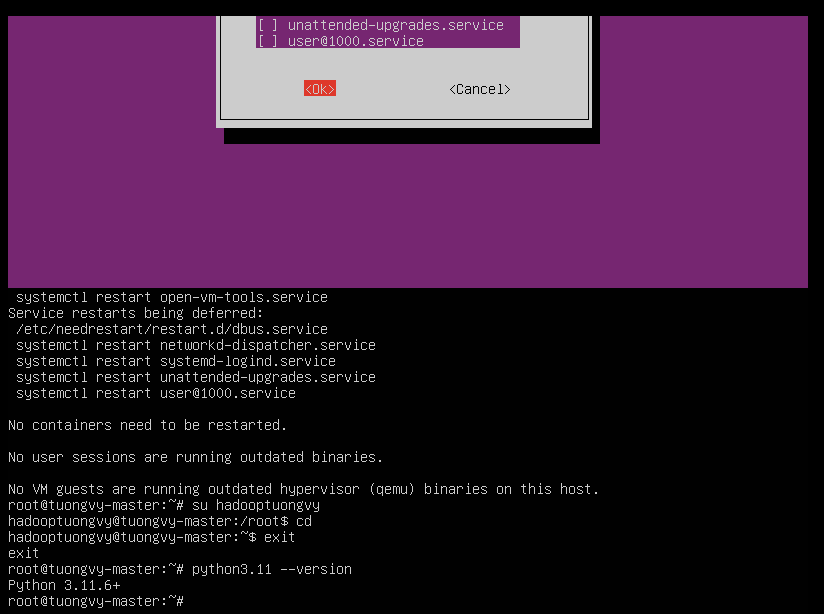 [ ] unattended-upgrades.service
[ ] user@1000.service
<Ok> <Cancel>
systemctl restart open-vm-tools.service
Service restarts being deferred:
/etc/needrestart/restart.d/dbus.service
systemctl restart networkd-dispatcher.service
systemctl restart systemd-logind.service
systemctl restart unattended-upgrades.service
systemctl restart user@1000.service
No containers need to be restarted.
No user sessions are running outdated binaries.
No VM guests are running outdated hypervisor (qemu) binaries on this host.
root@tuongvy-master:~# su hadooptuongvy
hadooptuongvy@tuongvy-master:/root$ cd
hadooptuongvy@tuongvy-master:~$ exit
exit
root@tuongvy-master:~# python3.11 --version
Python 3.11.6+
root@tuongvy-master:~#